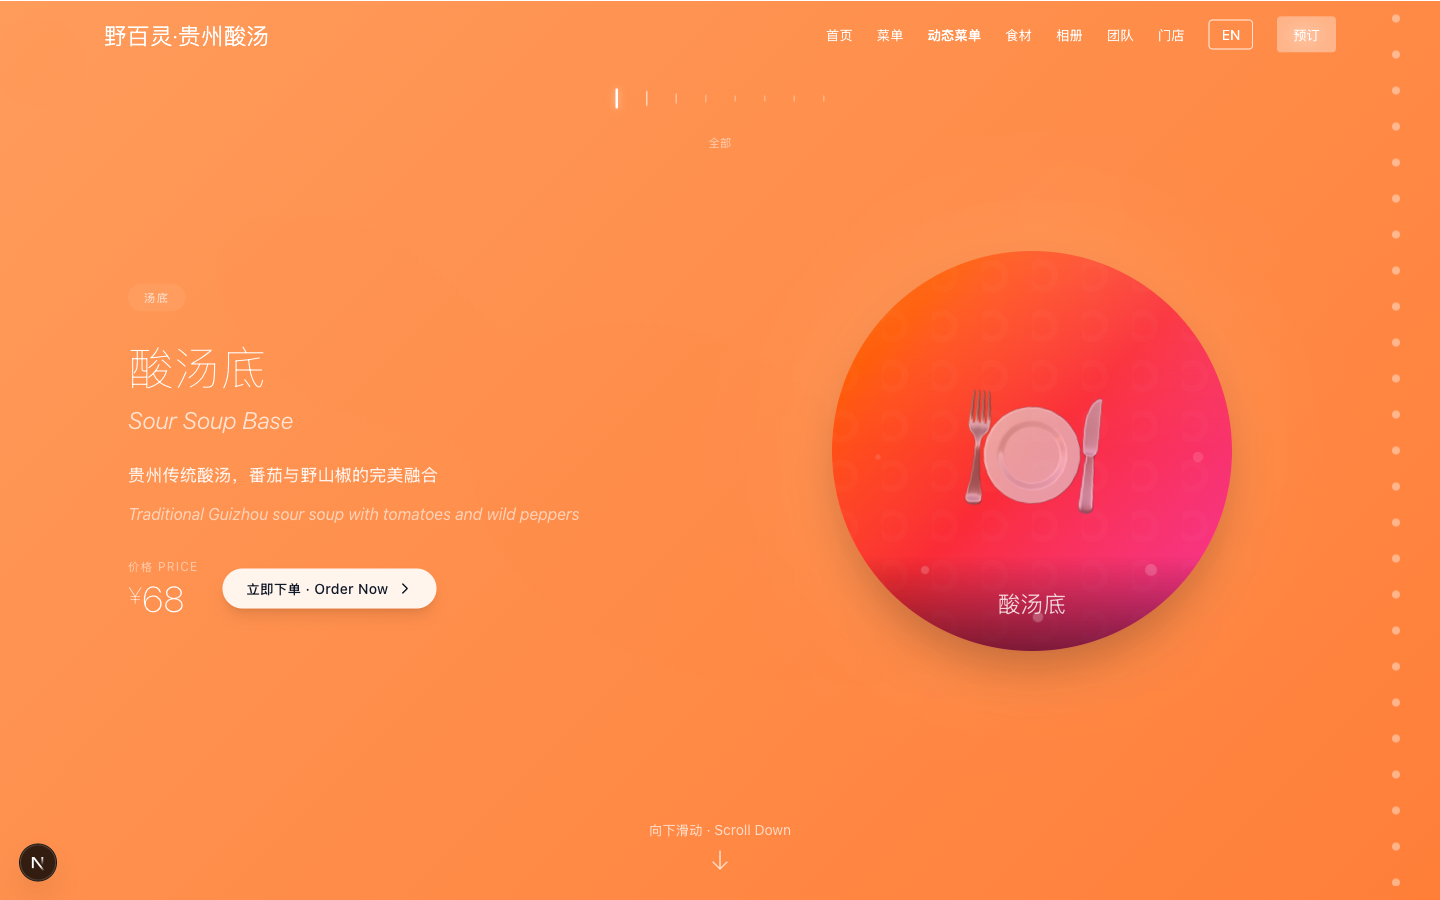 野百灵·贵州酸汤
首页 菜单 动态菜单 食材 相册 团队 门店 EN 预订
全部
汤底
酸汤底
Sour Soup Base
贵州传统酸汤，番茄与野山椒的完美融合
Traditional Guizhou sour soup with tomatoes and wild peppers
价格 PRICE
¥68
立即下单 · Order Now
酸汤底
向下滑动 · Scroll Down
N